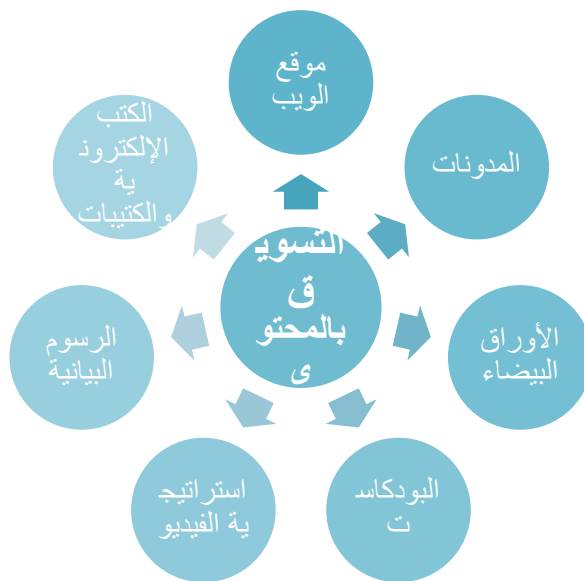 موقع
الويب
المدونات
الأوراق
البيضاء
البودكاس
ت
استراتيج
ية الفيديو
الرسوم
البيانية
الكتب
الإلكترون
ية
والكتيبات
التسوي
ق
بالمحتو
ى